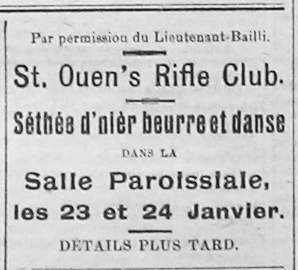 Par permission du Lieutenant-Bailli.
St. Ouen's Rifle Club.
Séthée d'nièr beurre et danse
DANS LA
Salle Paroissiale,
les 23 et 24 Janvier.
DETAILS PLUS TARD.